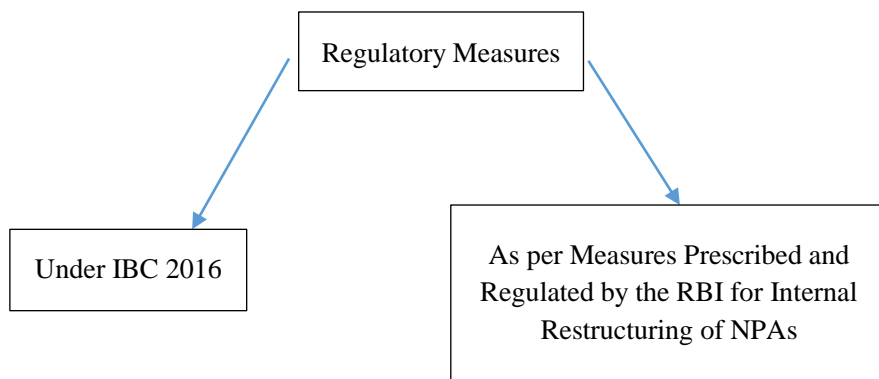 Regulatory Measures
Under IBC 2016
As per Measures Prescribed and
Regulated by the RBI for Internal
Restructuring of NPAs